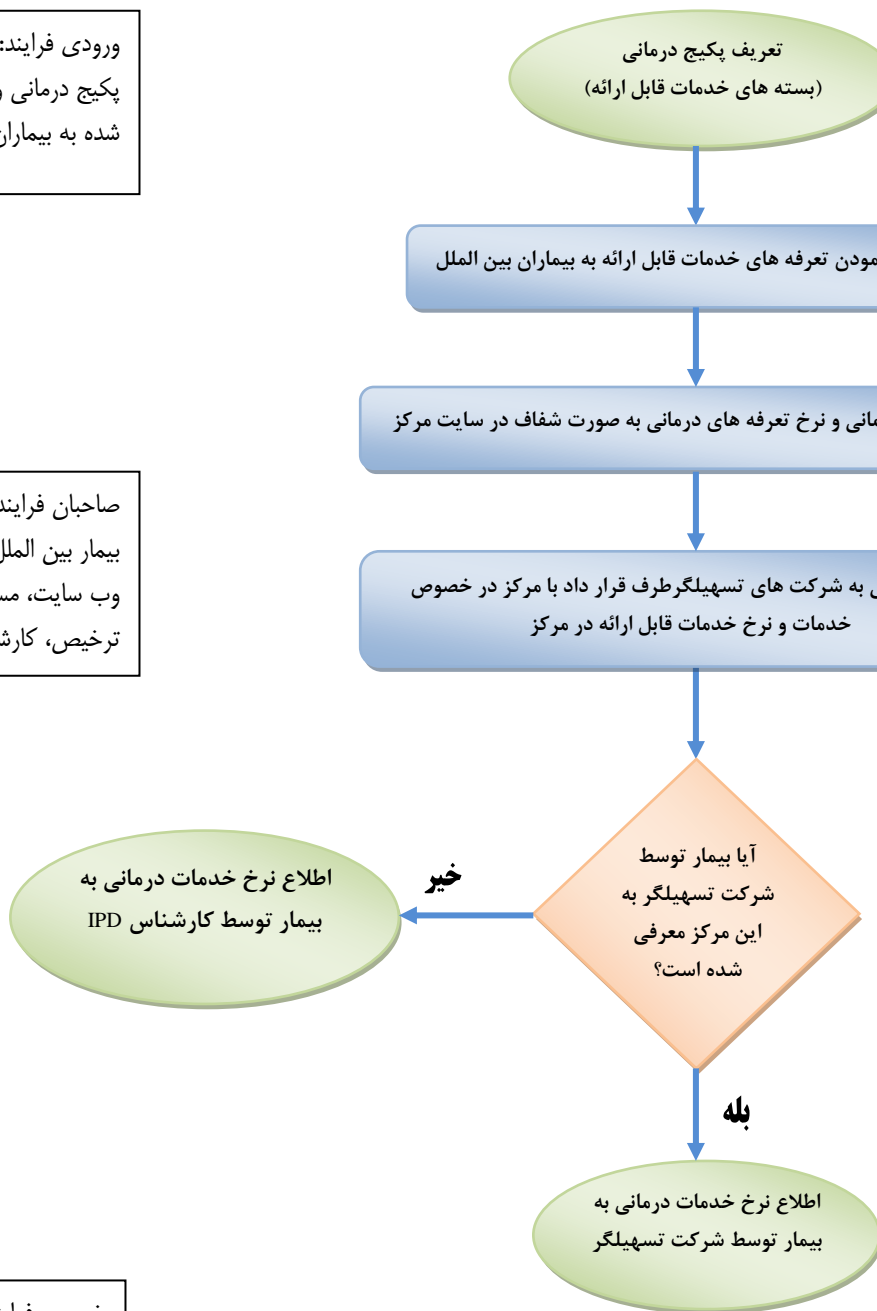 ورودی فرایند:
پکیج درمانی و
شده به بیماران
تعریف پکیج درمانی
(بسته های خدمات قابل ارائه)
تعرفه های خدمات قابل ارائه به بیماران بین الملل
و نرخ تعرفه های درمانی به صورت شفاف در سایت مرکز
صاحبان فرایند
بیمار بین الملل
وب سایت،
ترخیص،
به شرکت های تسهیلگرطرف قرار داد با مرکز در خصوص
خدمات و نرخ خدمات قابل ارائه در مرکز
آیا بیمار توسط
شرکت تسهیلگر به
این مرکز معرفی
شده است؟
خیر
اطلاع نرخ خدمات درمانی به
بیمار توسط کارشناس IPD
بله
اطلاع نرخ خدمات درمانی به
بیمار توسط شرکت تسهیلگر